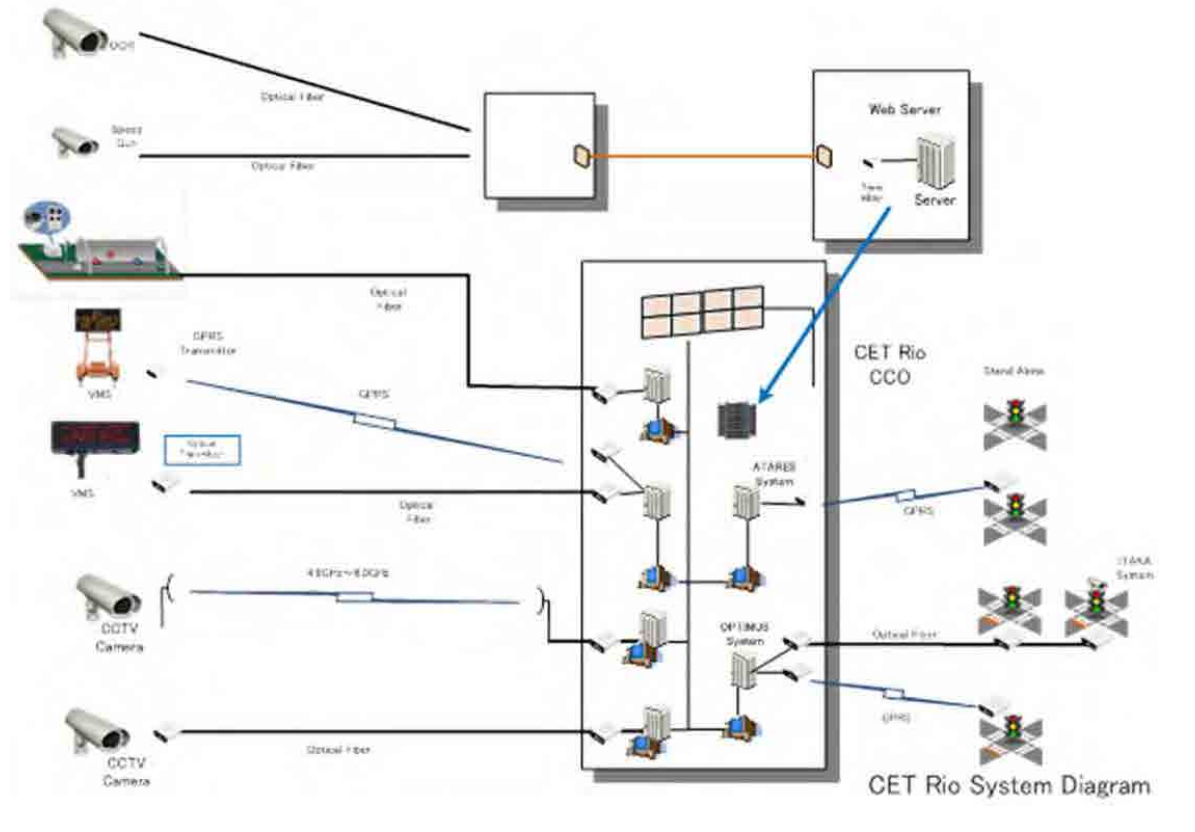 Optical Fiber
Speed
Gun
Optical Fiber
Web Server
Server
Optical
Fiber
GPRS
Transmitter
VMS
GPRS
CET Rio
CCO
Stand Alone
VMS
Optical
Fiber
ATARES
System
GPRS
CCTV
Camera
OPTIMUS
System
Optical Fiber
System
GPRS
CCTV
Camera
Optical Fiber
CET Rio System Diagram